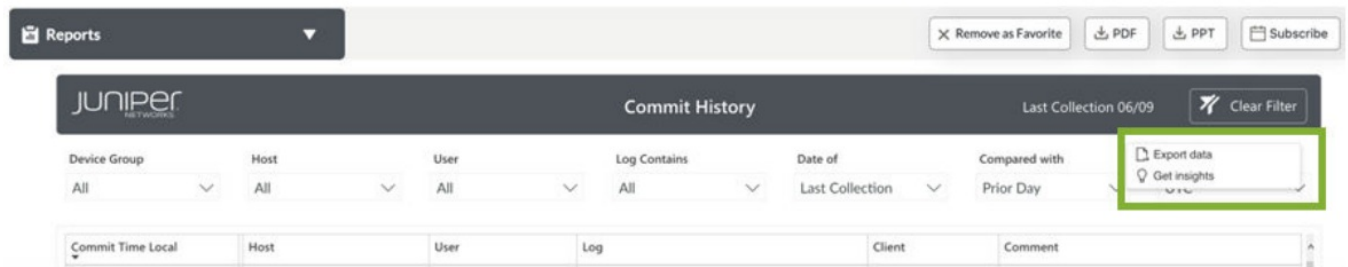 Reports
Remove as Favorite
PDF
PPT
Subscribe
JUNIPER
NETWORKS
Commit History
Last Collection 06/09
Clear Filter
Device Group
Host
User
Log Contains
Date of
Compared with
Export data
Get insights
All
All
All
All
Last Collection
Prior Day
UTC
Commit Time Local
Host
User
Log
Client
Comment